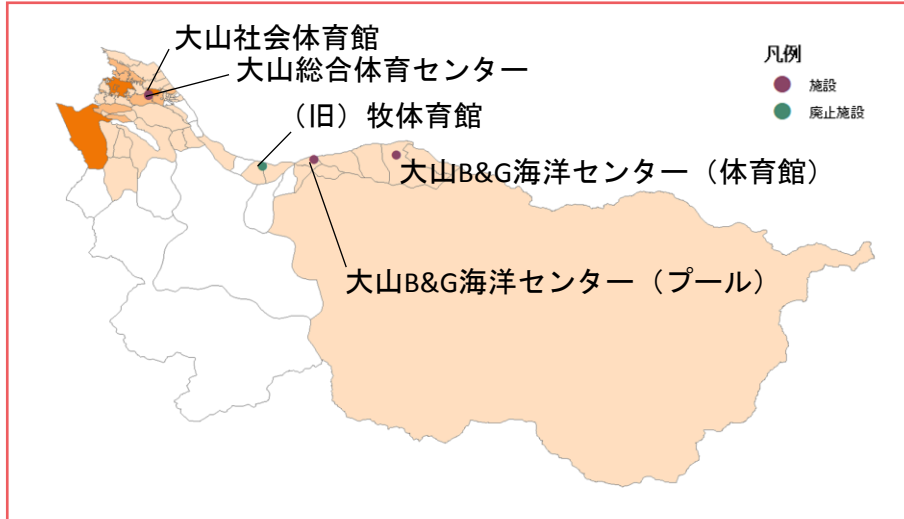 大山社会体育館
大山総合体育センター
（旧）牧体育館
大山B&G海洋センター（体育館）
大山B&G海洋センター（プール）
凡例
施設
廃止施設